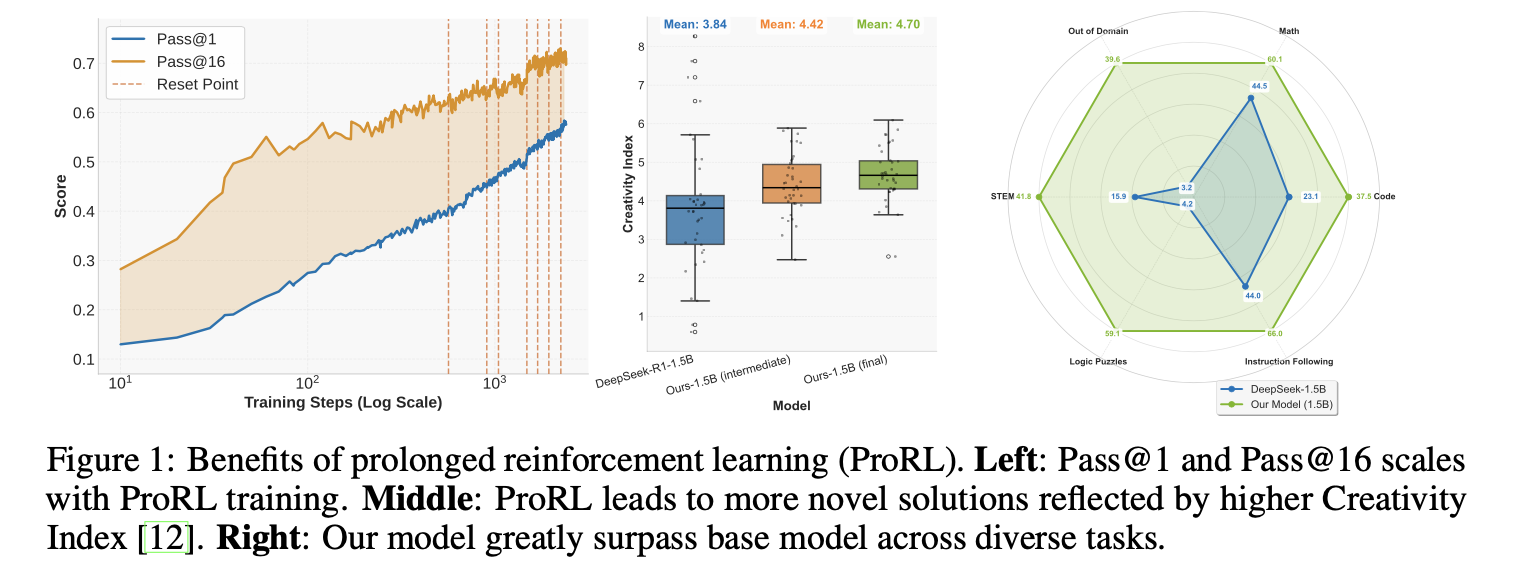 Pass@1
Pass@16
Reset Point
0.7
0.6
0.5
0.4
0.3
0.2
0.1
Score
10^1
10^2
10^3
Training Steps (Log Scale)
Mean: 3.84
Mean: 4.42
Mean: 4.70
8
7
6
5
4
3
2
1
Creativity Index
DeepSeek-R1-1.5B
Ours-1.5B (intermediate)
Ours-1.5B (final)
Model
Out of Domain
Math
39.6
60.1
44.5
3.2
STEM
41.8
15.9
23.1
37.5
Code
4.2
44.0
59.1
66.0
Logic Puzzles
Instruction Following
DeepSeek-1.5B
Our Model (1.5B)
Figure 1: Benefits of prolonged reinforcement learning (ProRL). Left: Pass@1 and Pass@16 scales
with ProRL training. Middle: ProRL leads to more novel solutions reflected by higher Creativity
Index [12]. Right: Our model greatly surpass base model across diverse tasks.